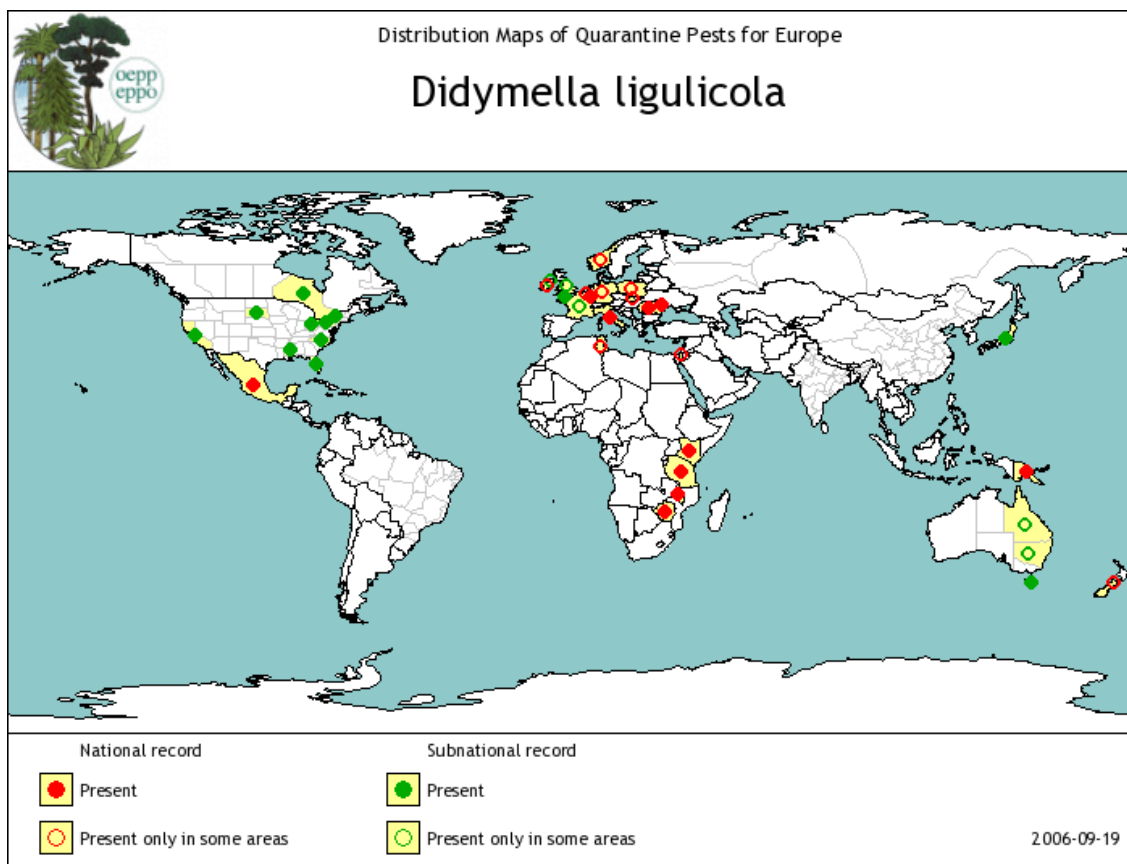 oepp
eppo
Distribution Maps of Quarantine Pests for Europe
Didymella ligulicola
National record
Subnational record
Present
Present
Present only in some areas
Present only in some areas
2006-09-19